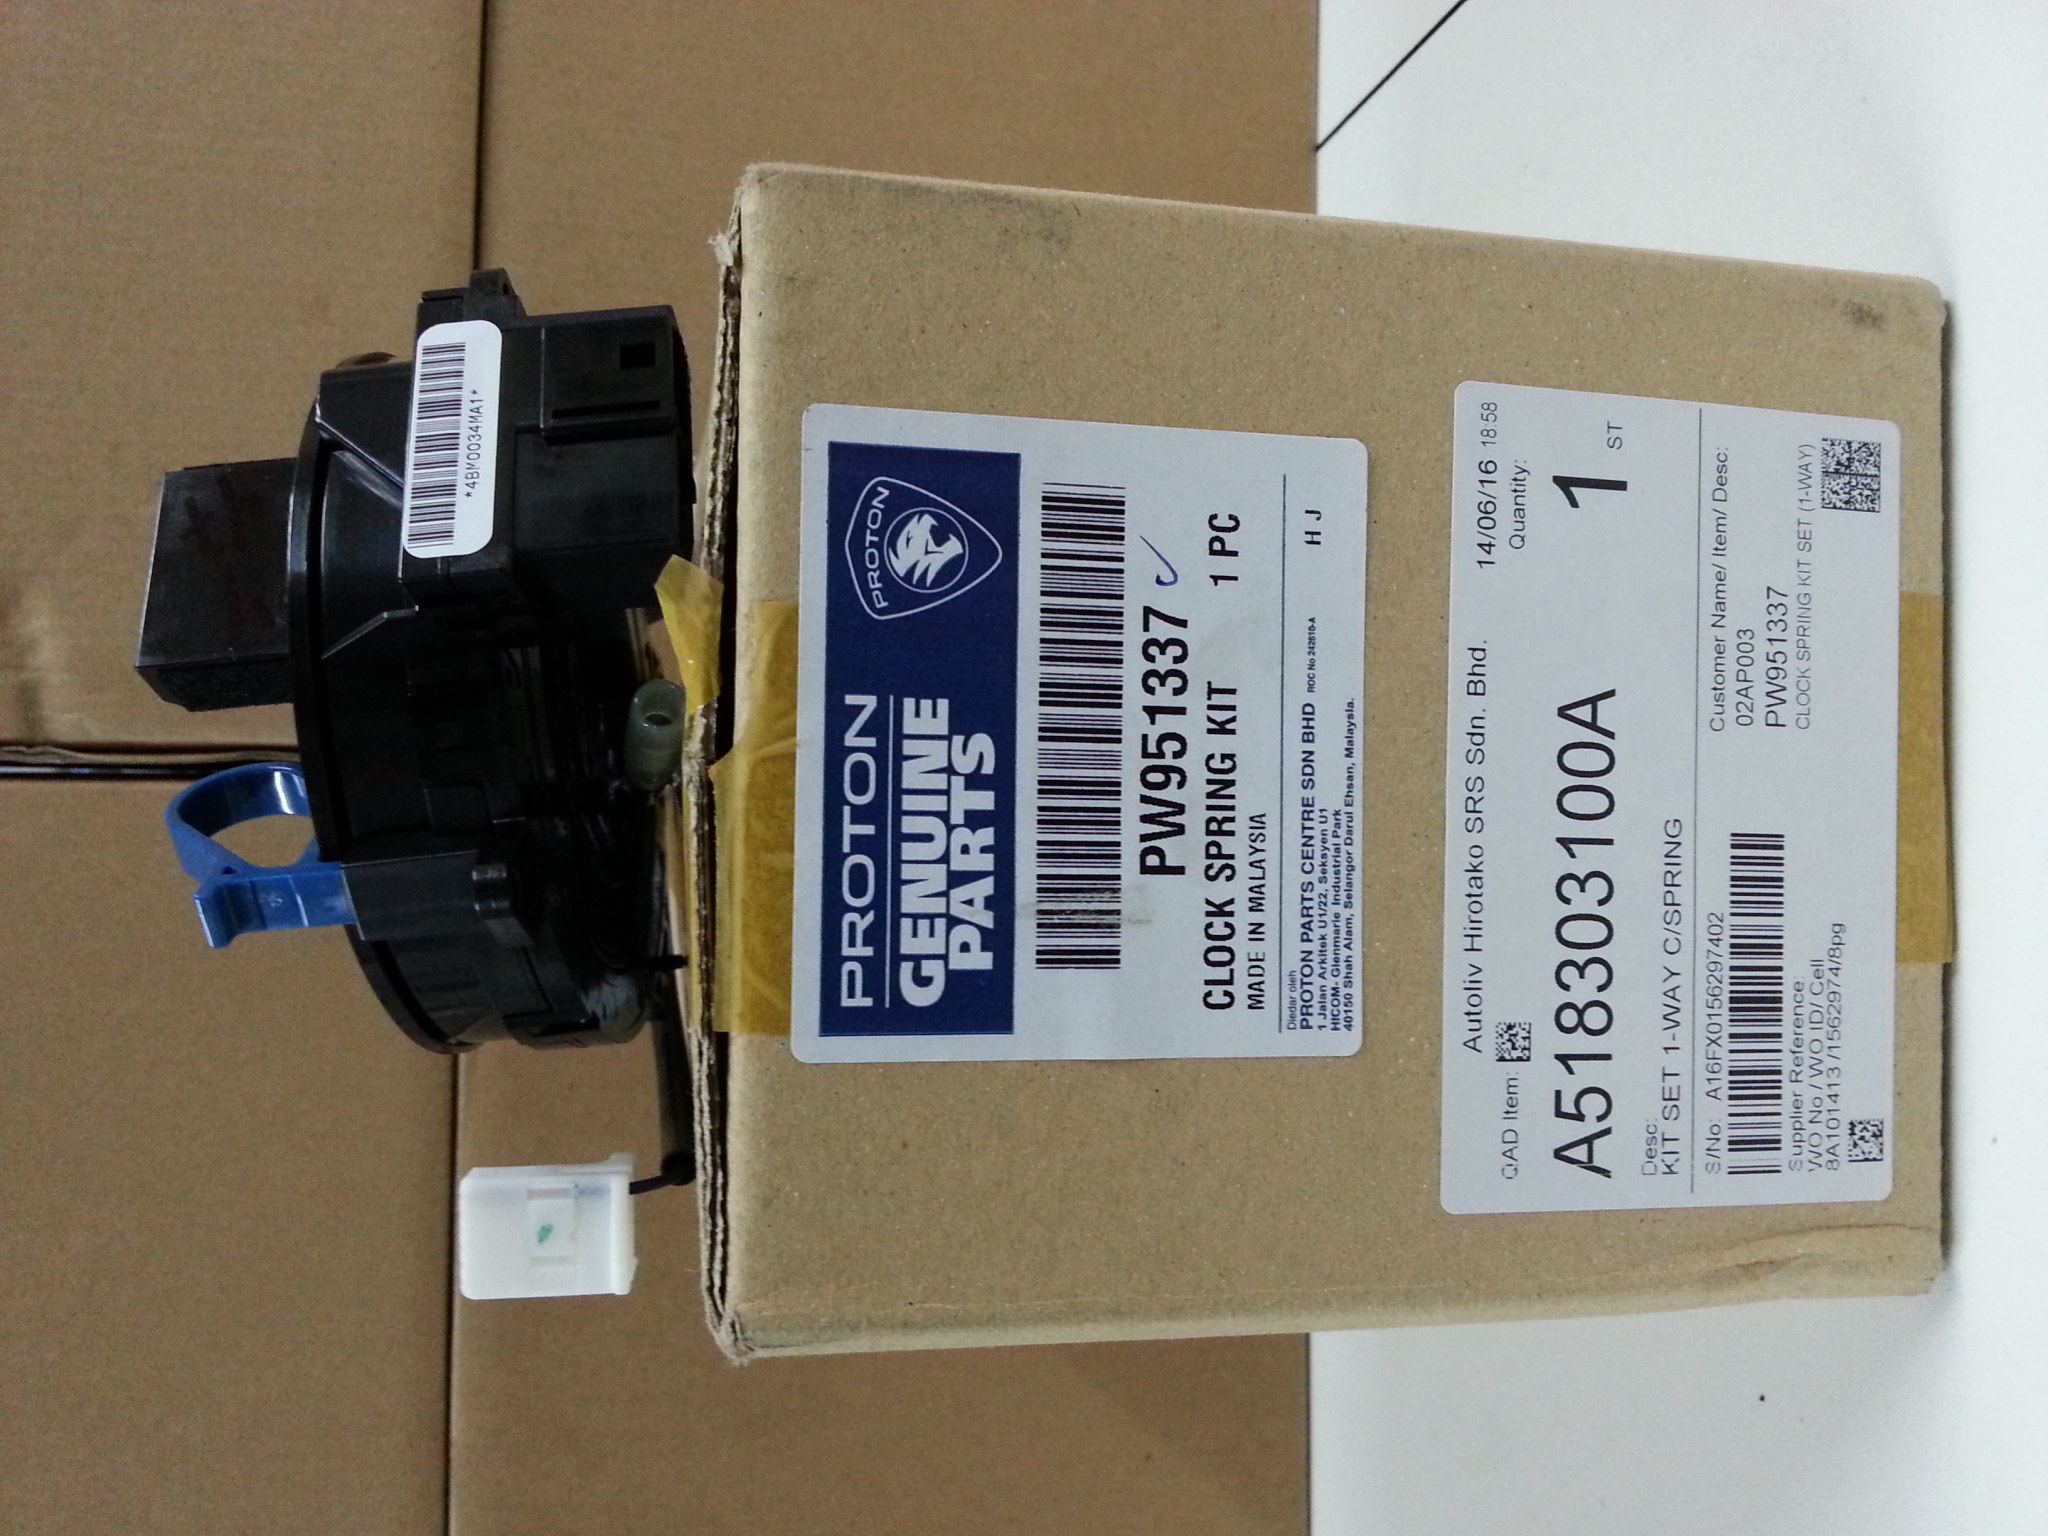 *4BM0034MA1*
PROTON
GENUINE
PARTS
PROTON
PW951337
CLOCK SPRING KIT 1 PC
MADE IN MALAYSIA
Diedar oleh
PROTON PARTS CENTRE SDN BHD ROC No 242610-A H J
1 Jalan Arkitek U1/22, Seksyen U1
HICOM- Glenmarie Industrial Park
40150 Shah Alam, Selangor Darul Ehsan, Malaysia.
Autoliv Hirotako SRS Sdn. Bhd. 14/06/16 18:58
QAD Item: Quantity:
A518303100A 1 ST
Desc:
KIT SET 1-WAY C/SPRING
S/No: A16FX0156297402
Customer Name/ Item/ Desc:
02AP003
PW951337
CLOCK SPRING KIT SET (1-WAY)
Supplier Reference:
WO No./ WO ID/ Cell
8A101413 /1562974/8pg